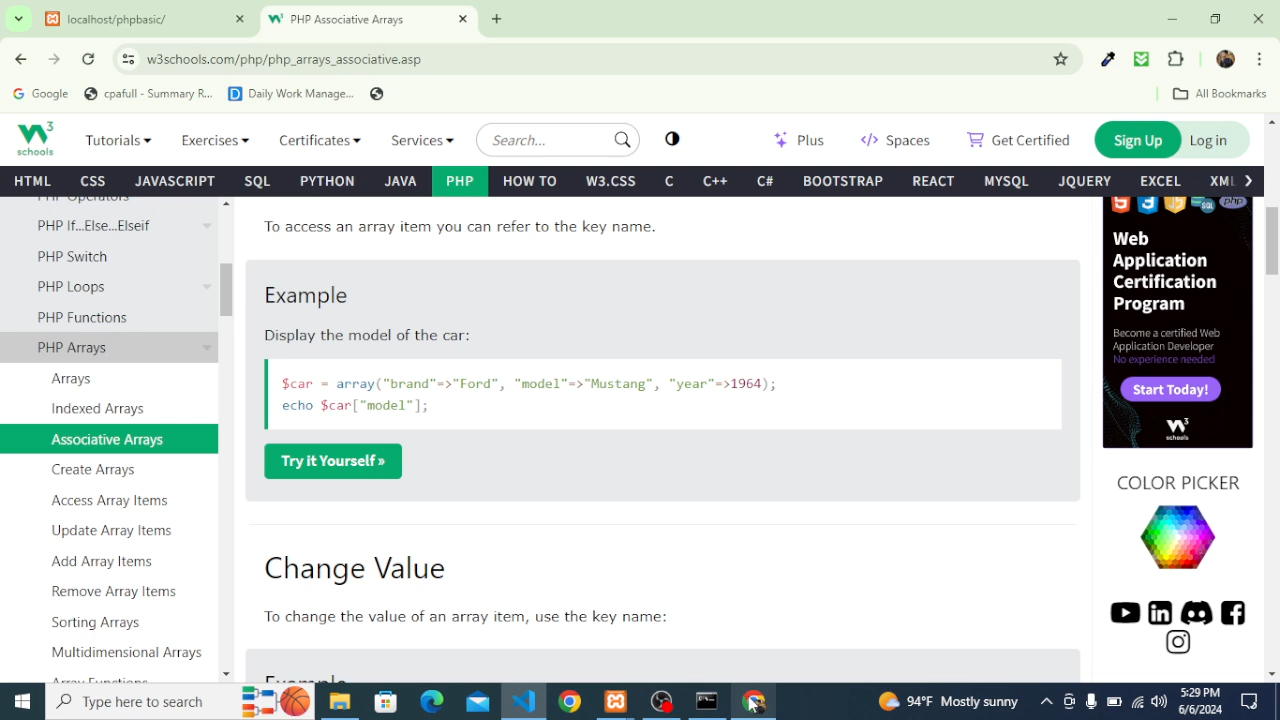 localhost/phpbasic/
PHP Associative Arrays
w3schools.com/php/php_arrays_associative.asp
Google
cpafull - Summary R...
Daily Work Manage...
All Bookmarks
schools
Tutorials
Exercises
Certificates
Services
Search...
Plus
Spaces
Get Certified
Sign Up
Log in
HTML
CSS
JAVASCRIPT
SQL
PYTHON
JAVA
PHP
HOW TO
W3.CSS
C
C++
C#
BOOTSTRAP
REACT
MYSQL
JQUERY
EXCEL
XML
PHP Operators
PHP If...Else...Elseif
PHP Switch
PHP Loops
PHP Functions
PHP Arrays
Arrays
Indexed Arrays
Associative Arrays
Create Arrays
Access Array Items
Update Array Items
Add Array Items
Remove Array Items
Sorting Arrays
Multidimensional Arrays
Array Functions
To access an array item you can refer to the key name.
Example
Display the model of the car:
$car = array("brand"=>"Ford", "model"=>"Mustang", "year"=>1964);
echo $car["model"];
Try it Yourself »
Change Value
To change the value of an array item, use the key name:
Example
php
Web
Application
Certification
Program
Become a certified Web
Application Developer
No experience needed
Start Today!
schools
COLOR PICKER
Type here to search
94°F Mostly sunny
5:29 PM
6/6/2024